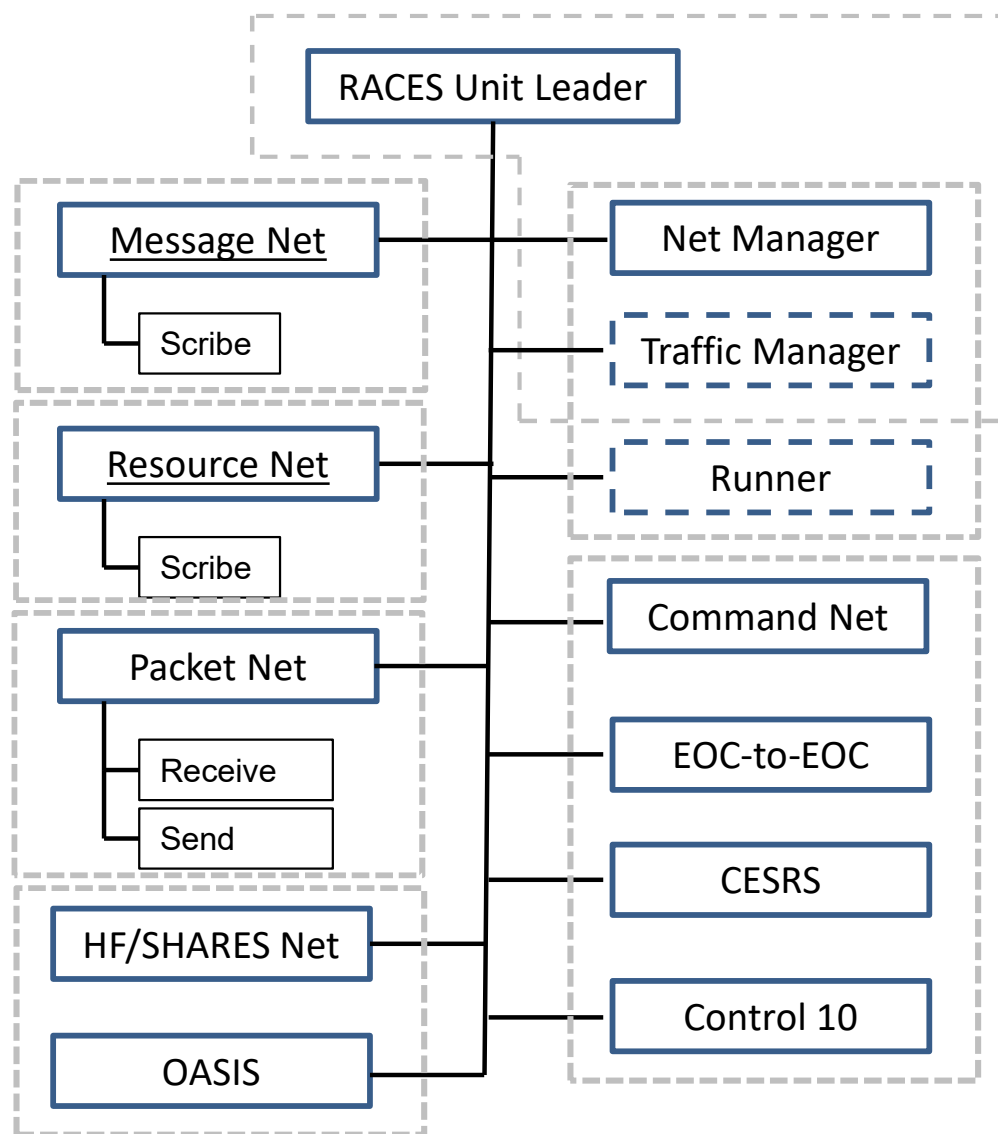 RACES Unit Leader
Message Net
Scribe
Resource Net
Scribe
Packet Net
Receive
Send
HF/SHARES Net
OASIS
Net Manager
Traffic Manager
Runner
Command Net
EOC-to-EOC
CESRS
Control 10